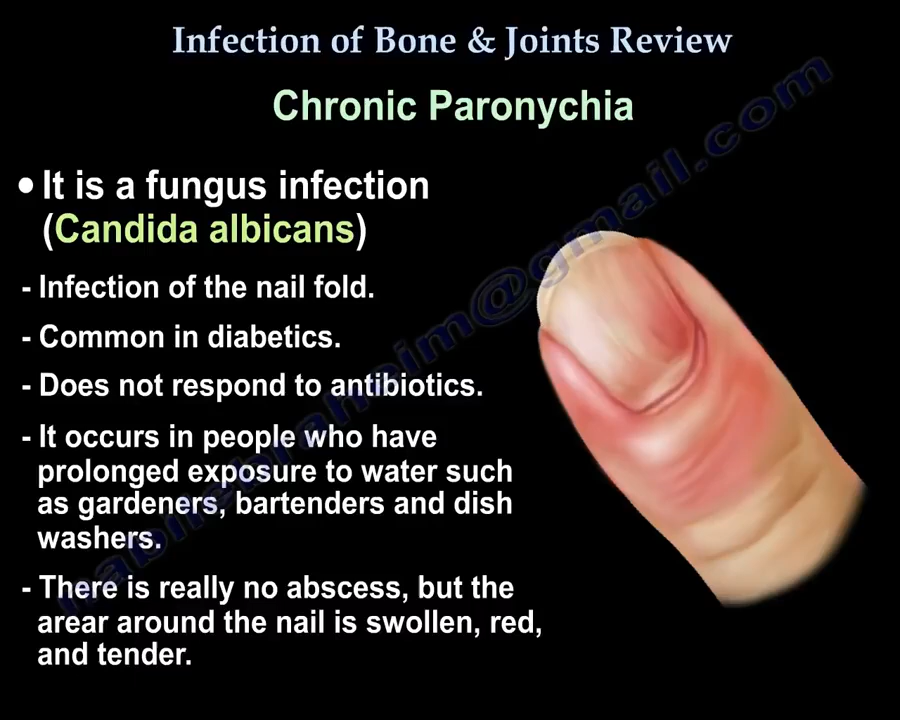 Infection of Bone & Joints Review
Chronic Paronychia
• It is a fungus infection
(Candida albicans)
- Infection of the nail fold.
- Common in diabetics.
- Does not respond to antibiotics.
- It occurs in people who have
prolonged exposure to water such
as gardeners, bartenders and dish
washers.
- There is really no abscess, but the
arear around the nail is swollen, red,
and tender.
nabilebraheim@gmail.com